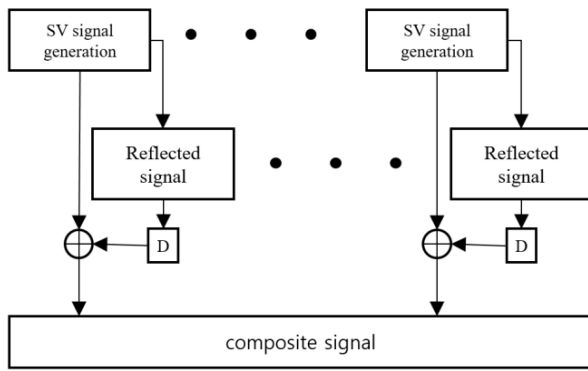 SV signal
generation
SV signal
generation
Reflected
signal
Reflected
signal
D
D
composite signal